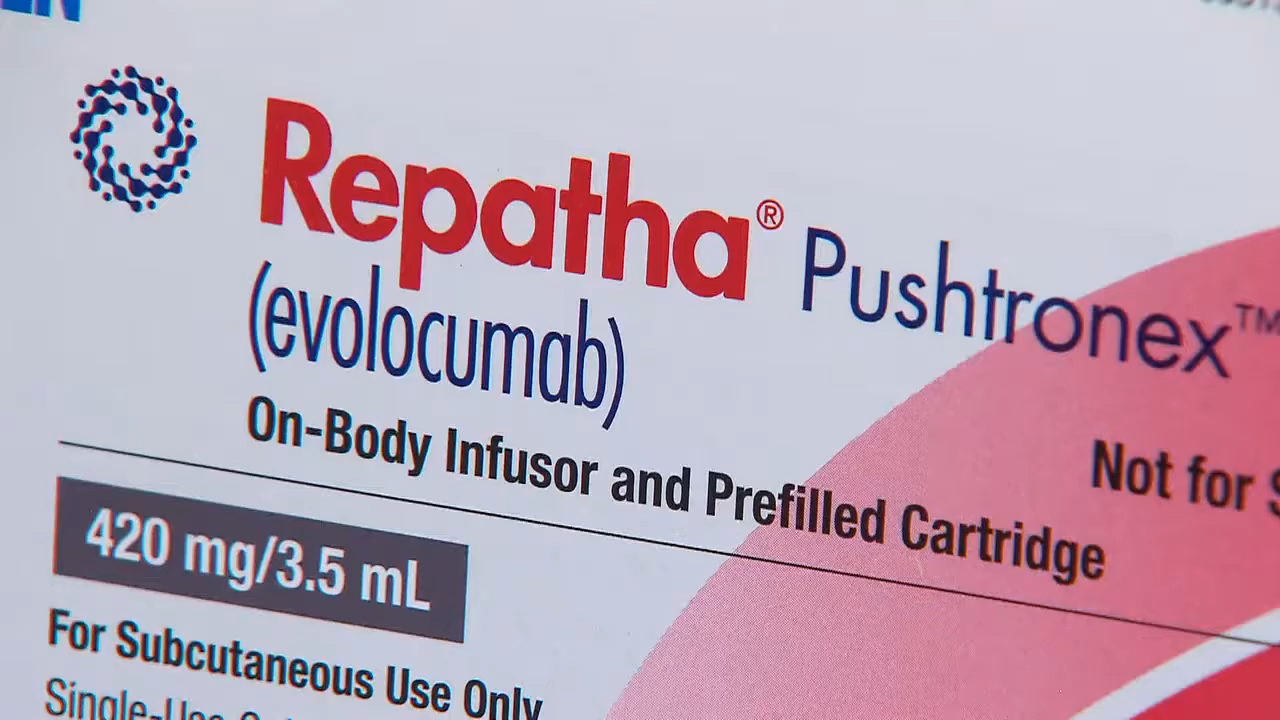 Repatha® Pushtronex™
(evolocumab)
On-Body Infusor and Prefilled Cartridge
Not for
420 mg/3.5 mL
For Subcutaneous Use Only